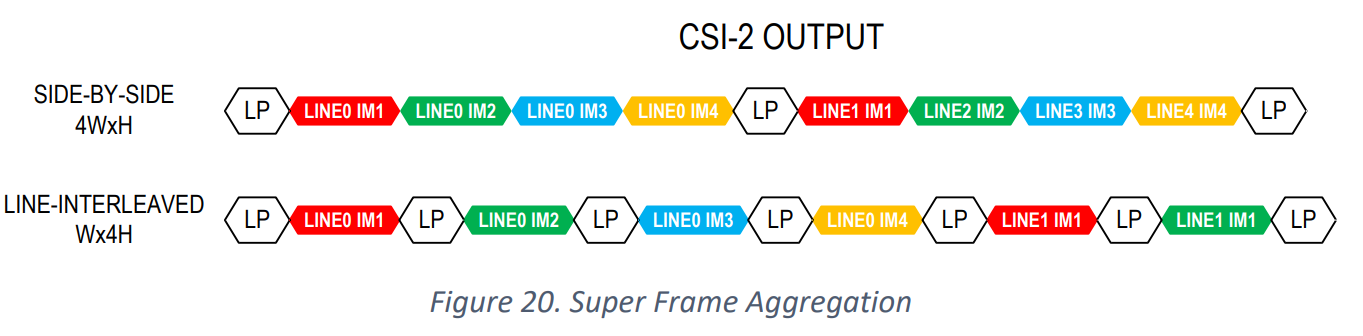 CSI-2 OUTPUT
SIDE-BY-SIDE
4WxH
LP LINE0 IM1 LINE0 IM2 LINE0 IM3 LINE0 IM4 LP LINE1 IM1 LINE2 IM2 LINE3 IM3 LINE4 IM4 LP
LINE-INTERLEAVED
Wx4H
LP LINE0 IM1 LP LINE0 IM2 LP LINE0 IM3 LP LINE0 IM4 LP LINE1 IM1 LP LINE1 IM1 LP
Figure 20. Super Frame Aggregation